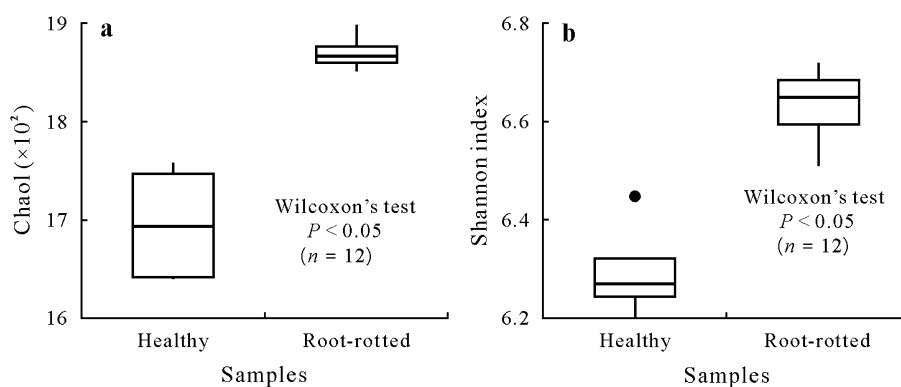 a
19
18
17
16
Chaol (×10²)
Wilcoxon's test
P < 0.05
(n = 12)
Healthy Root-rotted
Samples
b
6.8
6.6
6.4
6.2
Shannon index
Wilcoxon's test
P < 0.05
(n = 12)
Healthy Root-rotted
Samples